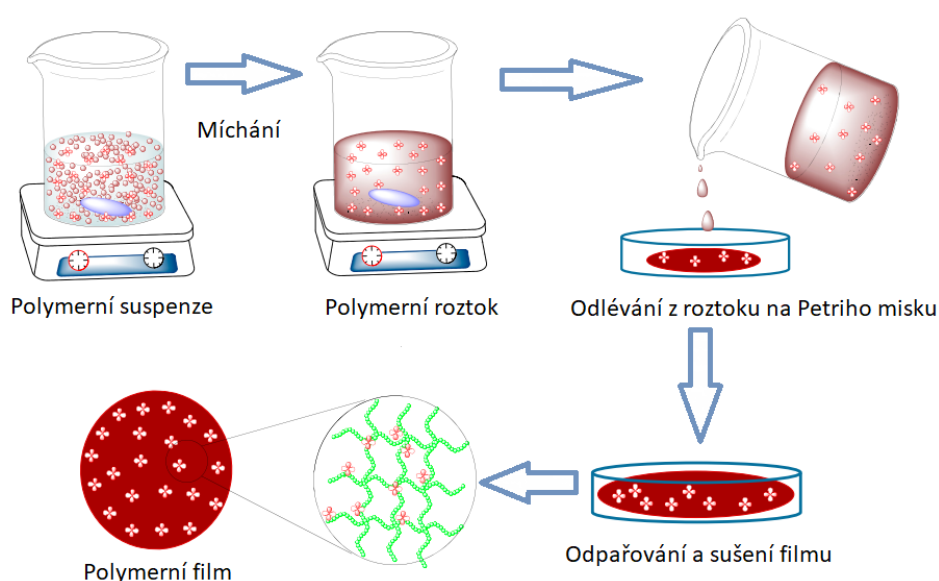 Míchání
Polymerní suspenze
Polymerní roztok
Odlévání z roztoku na Petriho misku
Polymerní film
Odpařování a sušení filmu